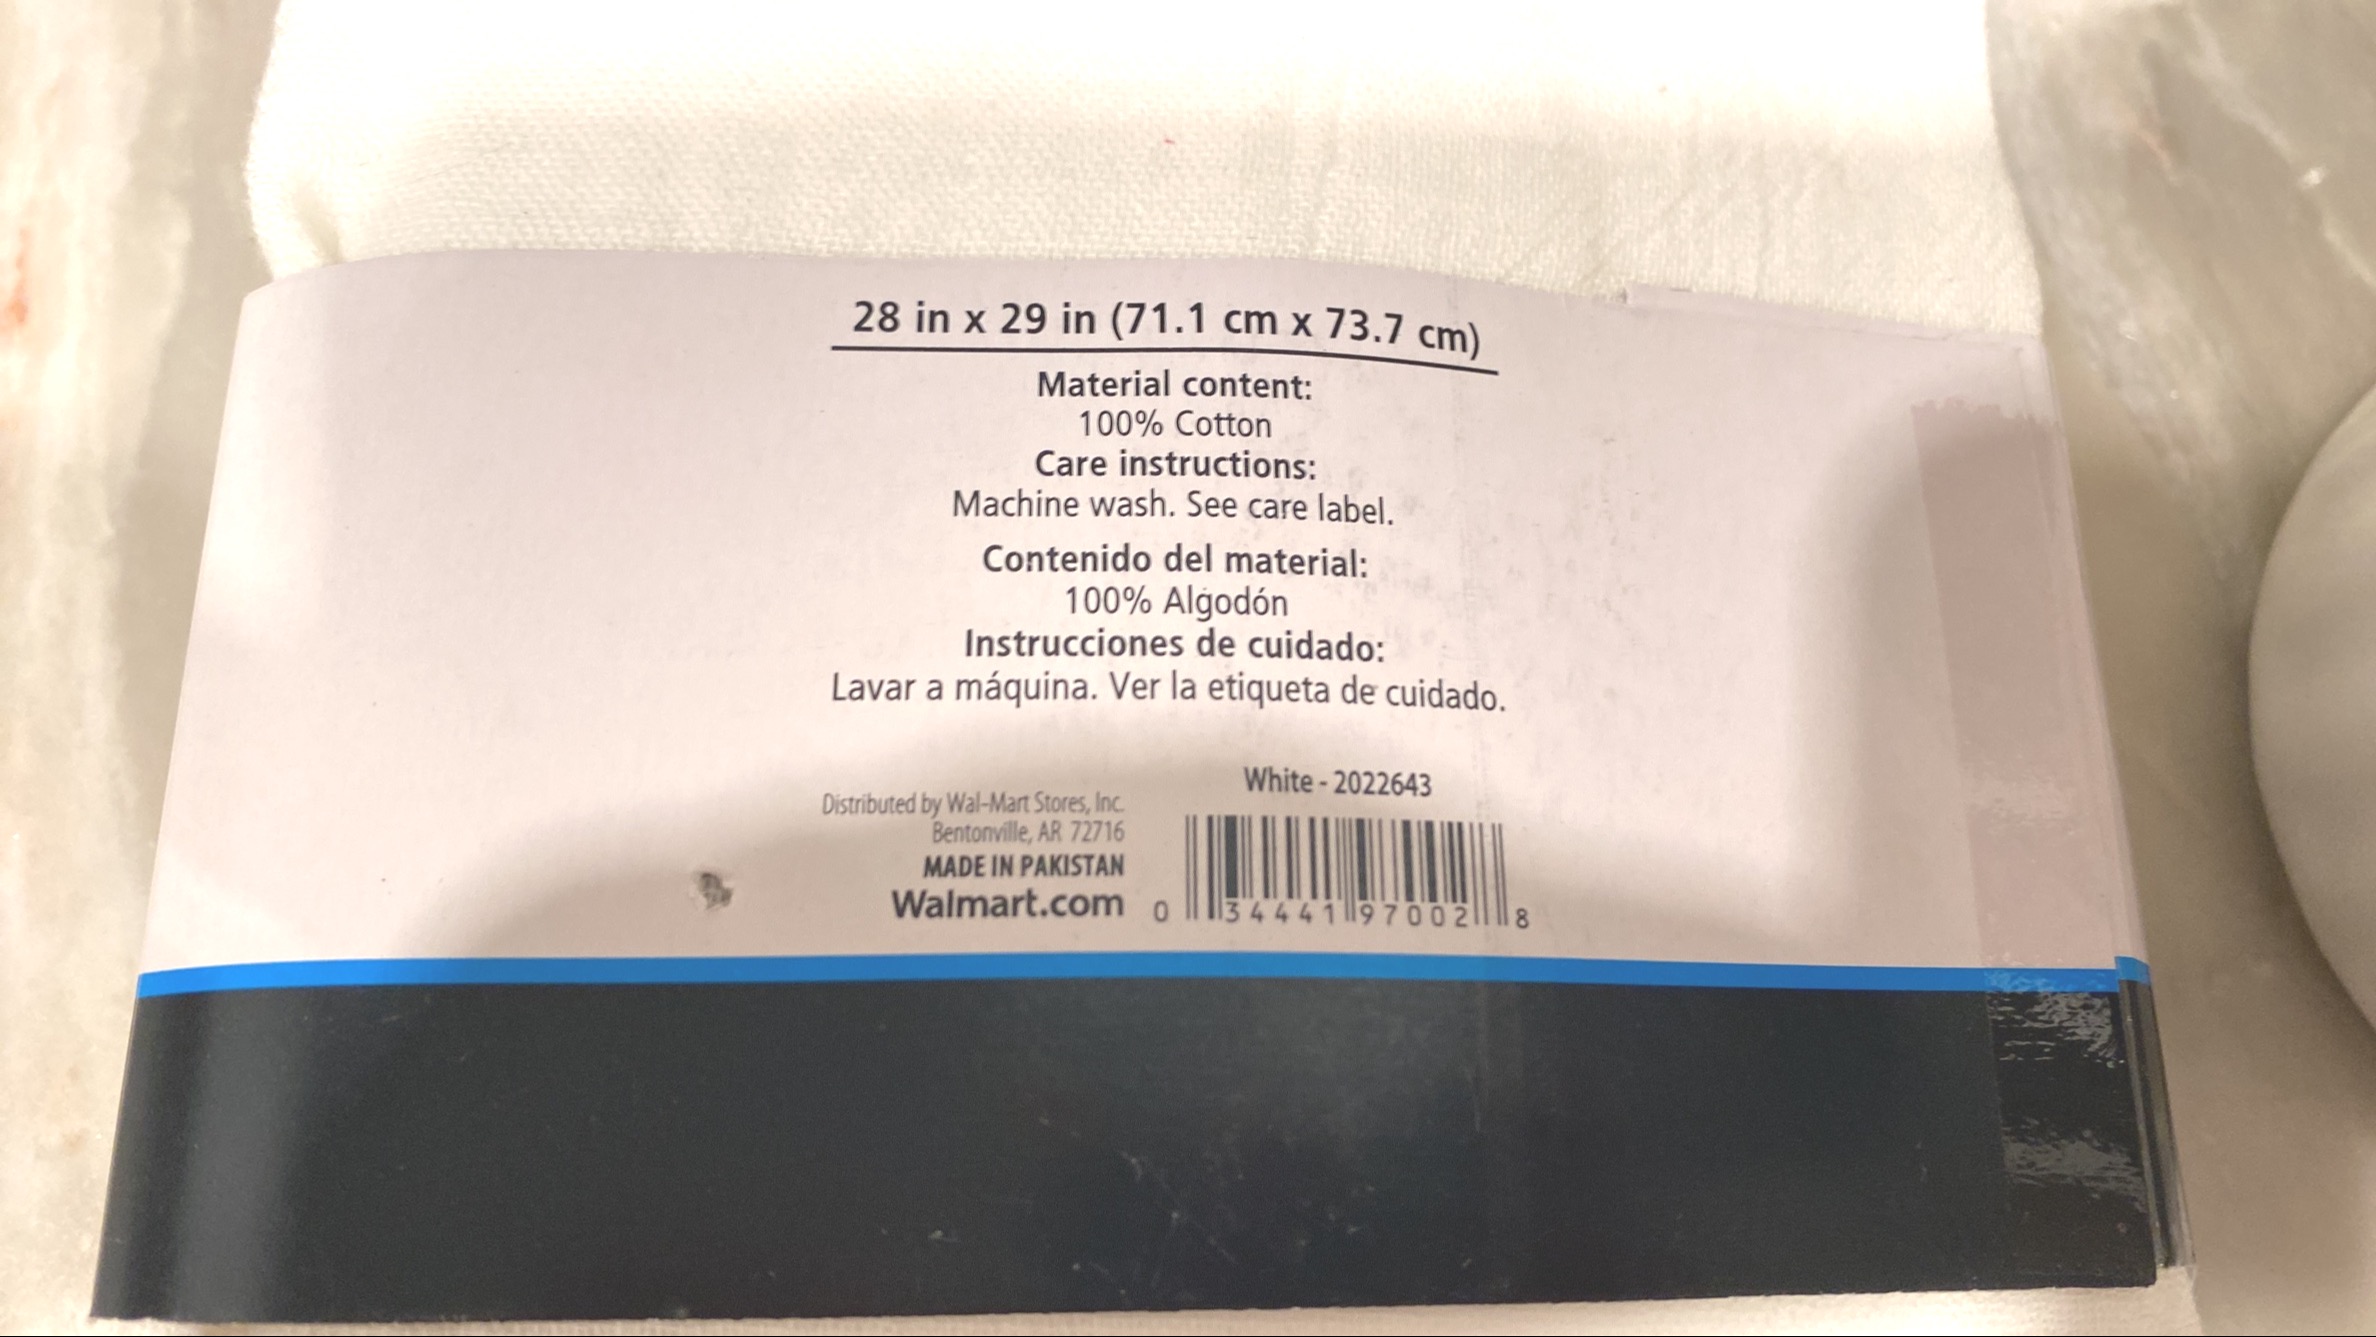 28 in x 29 in (71.1 cm x 73.7 cm)
Material content:
100% Cotton
Care instructions:
Machine wash. See care label.
Contenido del material:
100% Algodón
Instrucciones de cuidado:
Lavar a máquina. Ver la etiqueta de cuidado.
White - 2022643
Distributed by Wal-Mart Stores, Inc.
Bentonville, AR 72716
MADE IN PAKISTAN
Walmart.com
0 34441 97002 8